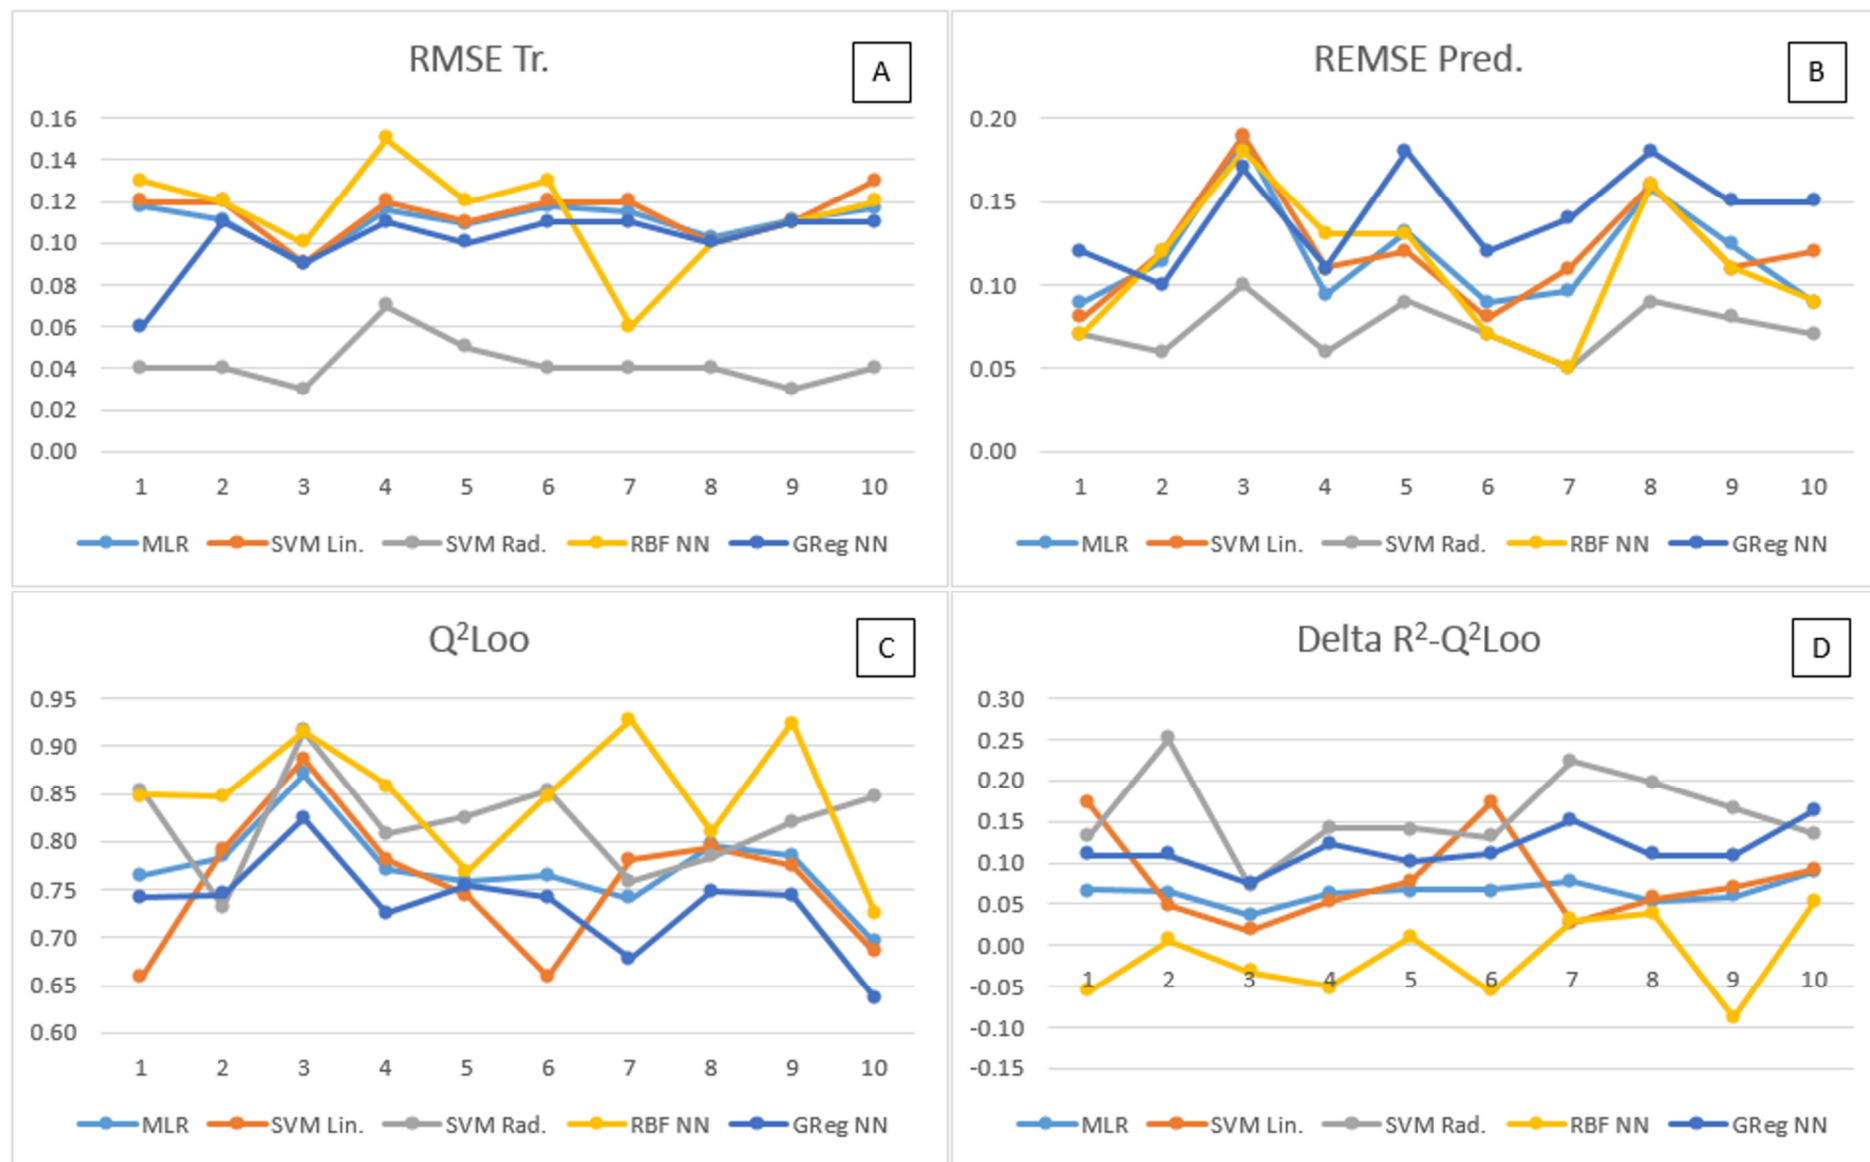 RMSE Tr.
A
0.16
0.14
0.12
0.10
0.08
0.06
0.04
0.02
0.00
1 2 3 4 5 6 7 8 9 10
MLR SVM Lin. SVM Rad. RBF NN GReg NN
REMSE Pred.
B
0.20
0.15
0.10
0.05
0.00
1 2 3 4 5 6 7 8 9 10
MLR SVM Lin. SVM Rad. RBF NN GReg NN
Q²Loo
C
0.95
0.90
0.85
0.80
0.75
0.70
0.65
0.60
1 2 3 4 5 6 7 8 9 10
MLR SVM Lin. SVM Rad. RBF NN GReg NN
Delta R²-Q²Loo
D
0.30
0.25
0.20
0.15
0.10
0.05
0.00
1 2 3 4 5 6 7 8 9 10
-0.05
-0.10
-0.15
MLR SVM Lin. SVM Rad. RBF NN GReg NN